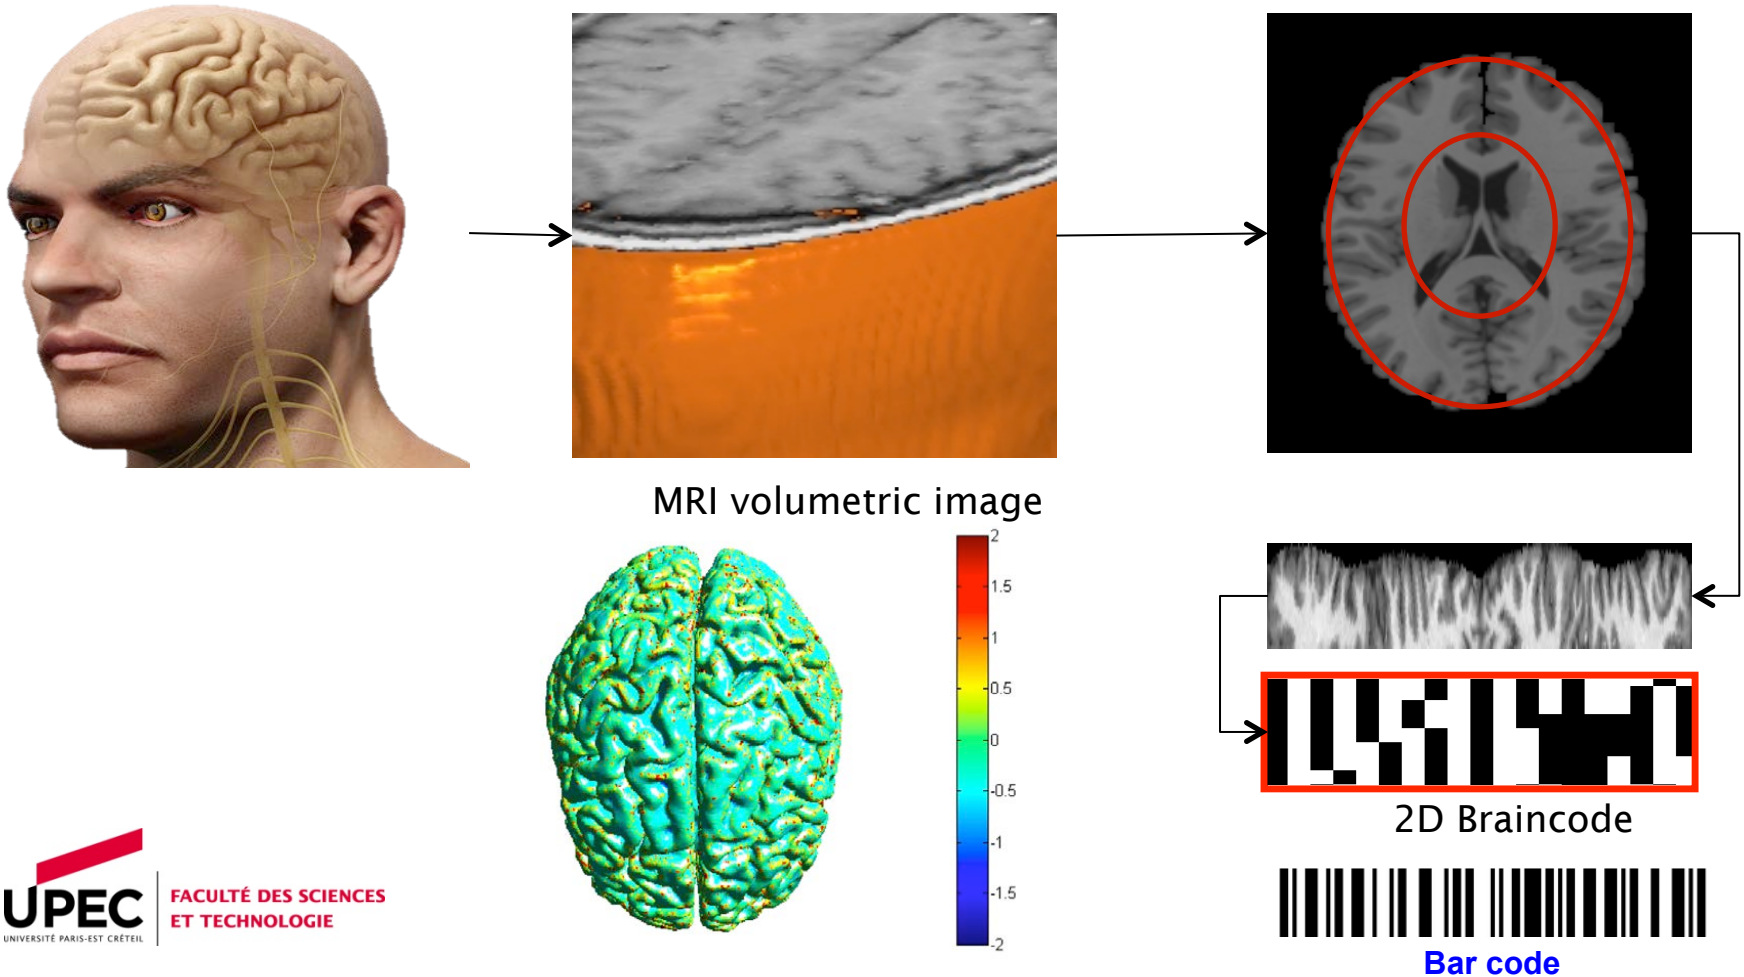 MRI volumetric image
2
1.5
1
0.5
0
-0.5
-1
-1.5
-2
2D Braincode
Bar code
UPEC
UNIVERSITÉ PARIS-EST CRÉTEIL
FACULTÉ DES SCIENCES
ET TECHNOLOGIE